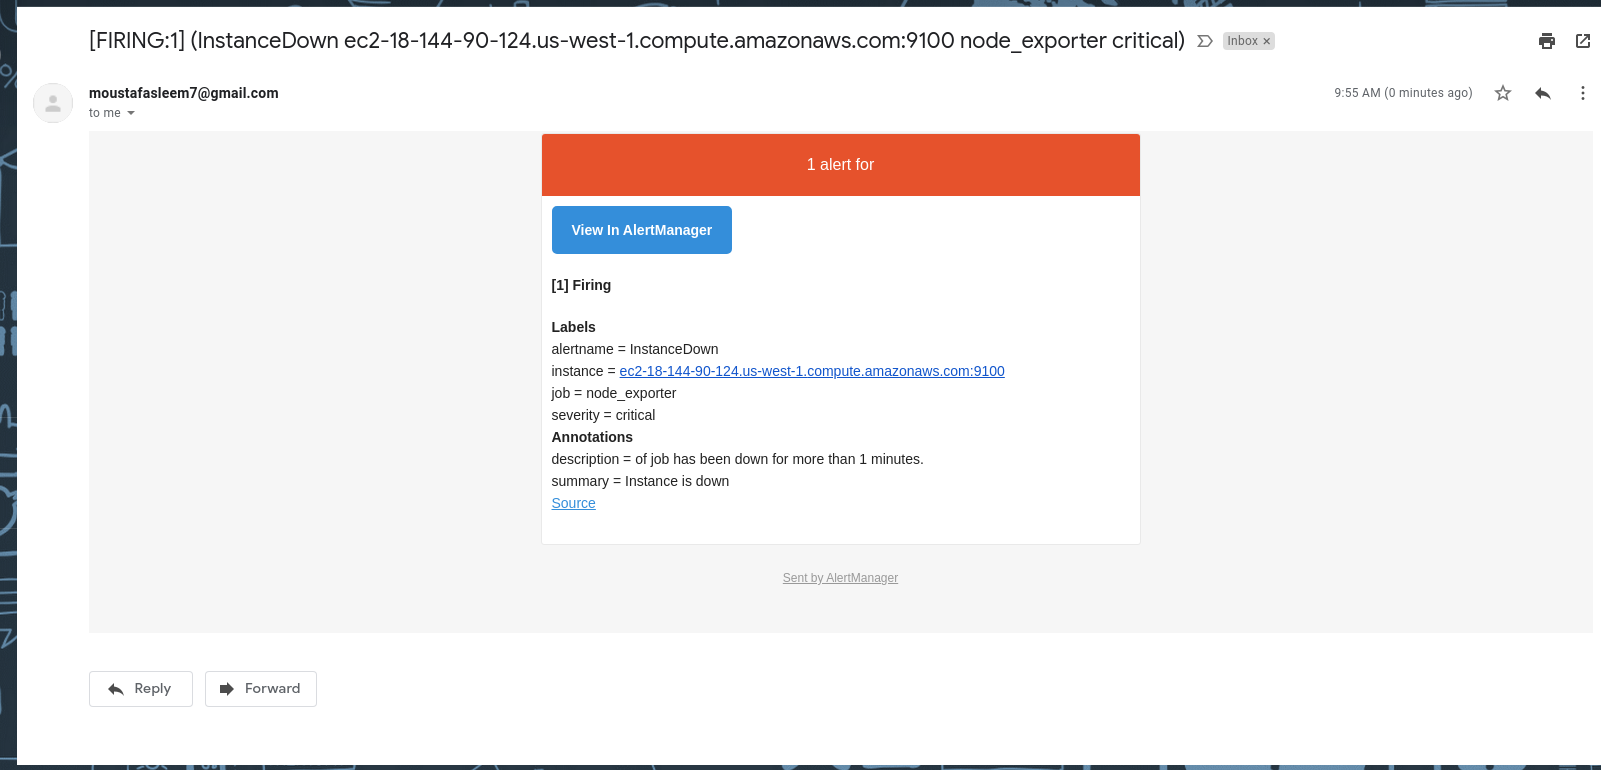 [FIRING:1] (InstanceDown ec2-18-144-90-124.us-west-1.compute.amazonaws.com:9100 node_exporter critical) Inbox ×
moustafasleem7@gmail.com 9:55 AM (0 minutes ago)
to me
1 alert for
View In AlertManager
[1] Firing
Labels
alertname = InstanceDown
instance = ec2-18-144-90-124.us-west-1.compute.amazonaws.com:9100
job = node_exporter
severity = critical
Annotations
description = of job has been down for more than 1 minutes.
summary = Instance is down
Source
Sent by AlertManager
Reply Forward